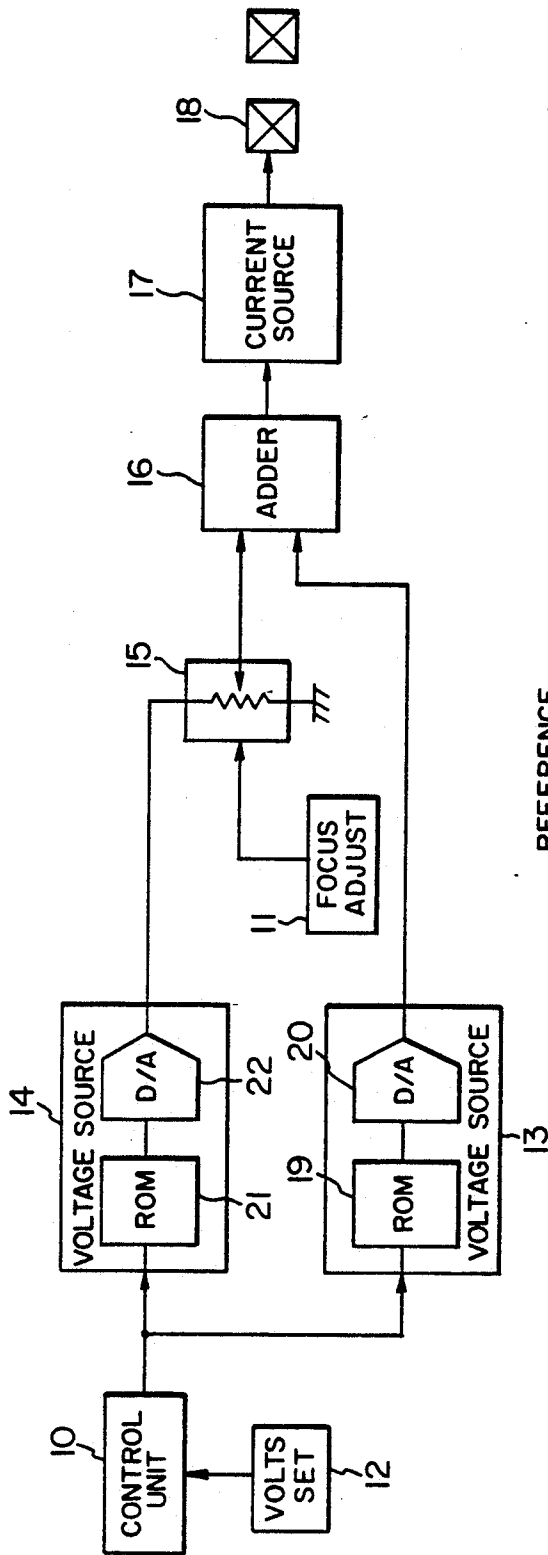 10
CONTROL
UNIT
VOLTS
SET
12
14
VOLTAGE SOURCE
ROM
21
D/A
22
19
ROM
20
D/A
VOLTAGE SOURCE
13
11
FOCUS
ADJUST
15
16
ADDER
17
CURRENT
SOURCE
18